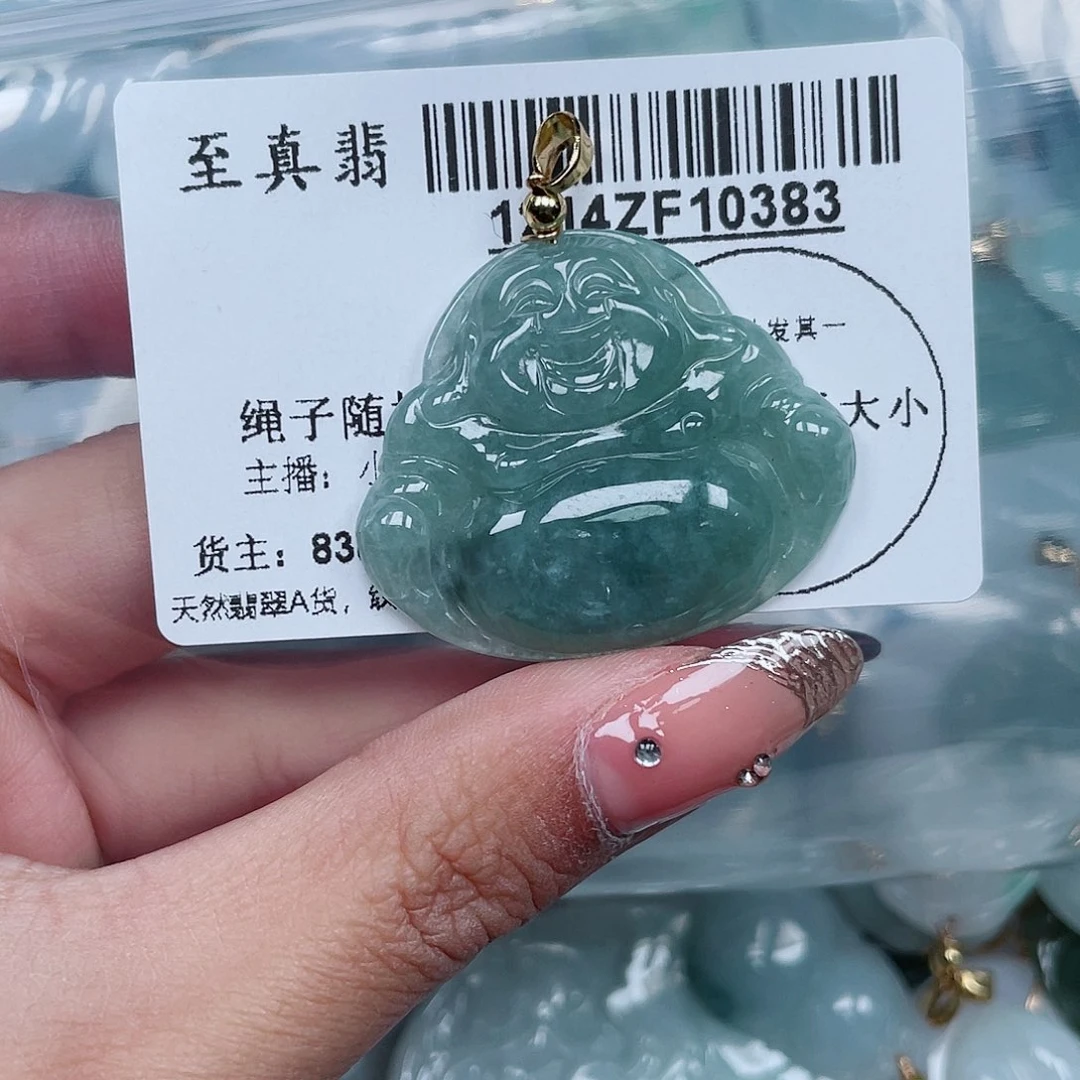 至真翡
4ZF10383
发其一
绳子随 大小
主播：小
货主：83
天然翡翠A货，